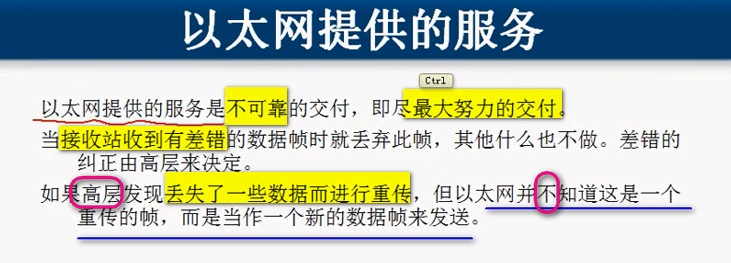 以太网提供的服务
Ctrl
以太网提供的服务是不可靠的交付，即尽最大努力的交付。
当接收站收到有差错的数据帧时就丢弃此帧，其他什么也不做。差错的
纠正由高层来决定。
如果高层发现丢失了一些数据而进行重传，但以太网并不知道这是一个
重传的帧，而是当作一个新的数据帧来发送。